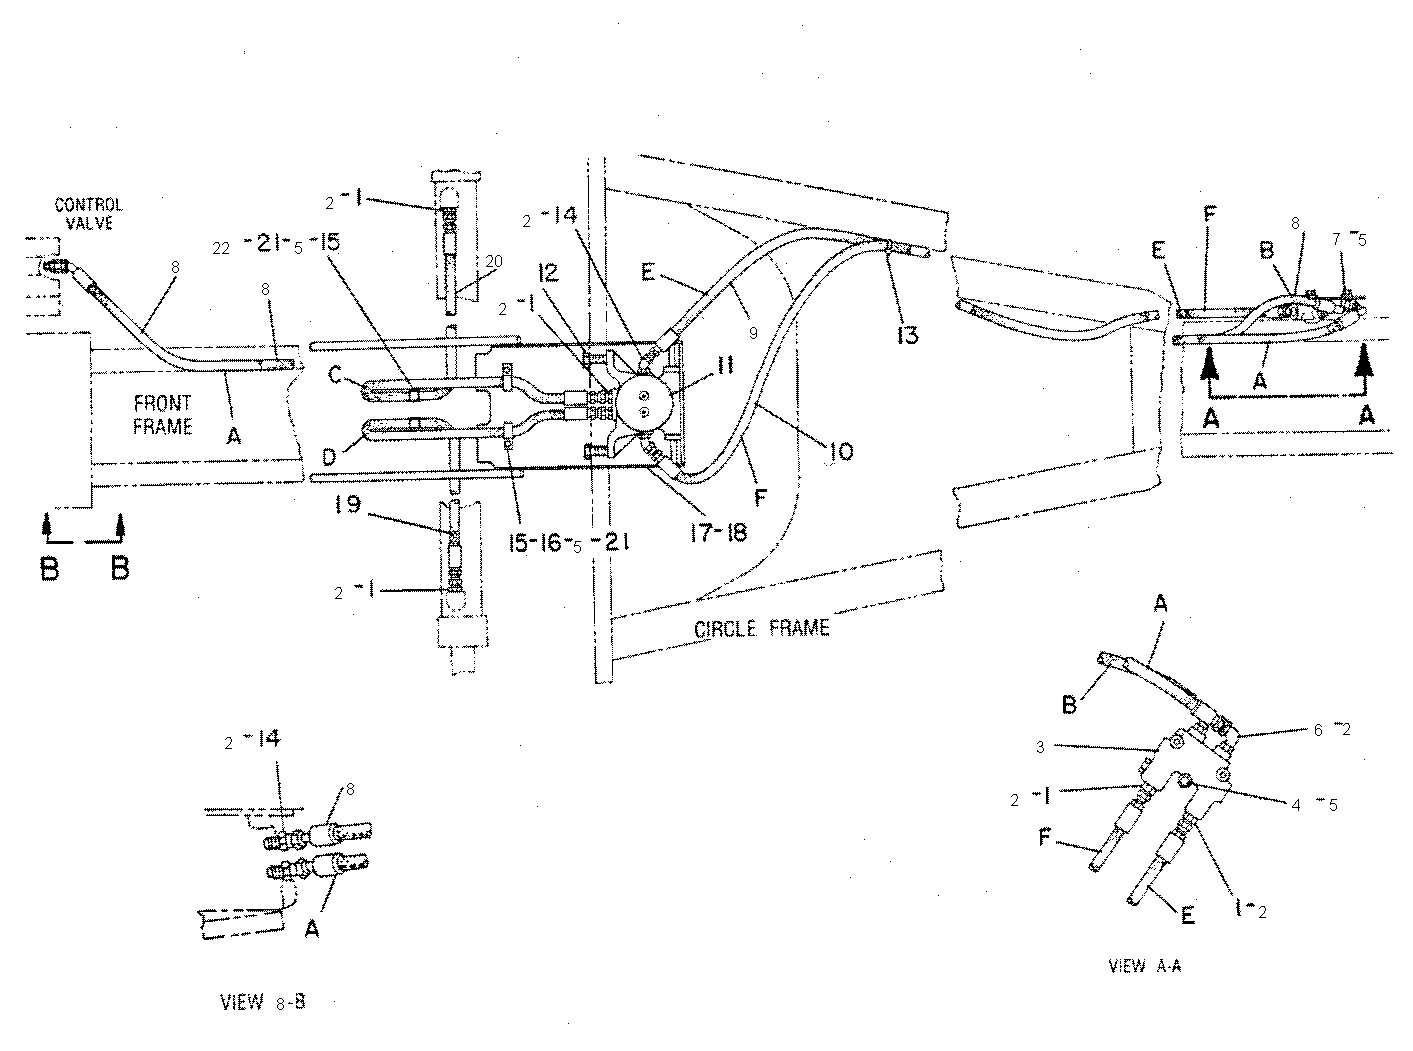 CONTROL
VALVE
2 -1
22 -21-5 -15
8
8
20
2 -14
E
12
2 -1
9
13
11
C
D
FRONT
FRAME
A
10
F
19
15-16-5 -21
17-18
2 -1
B B
CIRCLE FRAME
E
F
B
8
7 -5
A
A A
A
B
3
6 -2
2 -1
4 -5
F
E
1-2
VIEW A-A
2 -14
8
A
VIEW 8-B